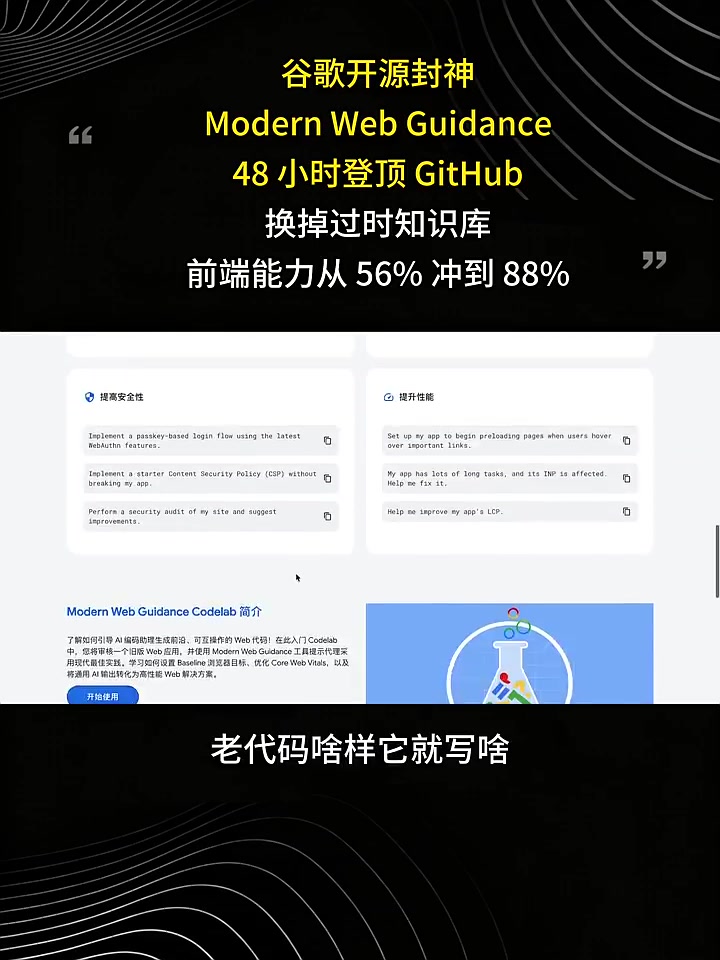 谷歌开源封神
Modern Web Guidance
“
48 小时登顶 GitHub
换掉过时知识库
前端能力从 56% 冲到 88%
”
提高安全性
Implement a passkey-based login flow using the latest
WebAuthn features.
Implement a starter Content Security Policy (CSP) without
breaking my app.
Perform a security audit of my site and suggest
improvements.
提升性能
Set up my app to begin preloading pages when users hover
over important links.
My app has lots of long tasks, and its INP is affected.
Help me fix it.
Help me improve my app's LCP.
Modern Web Guidance Codelab 简介
了解如何引导 AI 编码助理生成前沿、可互操作的 Web 代码！在此入门 Codelab
中，您将审核一个旧版 Web 应用，并使用 Modern Web Guidance 工具提示代理采
用现代最佳实践。学习如何设置 Baseline 浏览器目标、优化 Core Web Vitals，以及
将通用 AI 输出转化为高性能 Web 解决方案。
开始使用
老代码啥样它就写啥